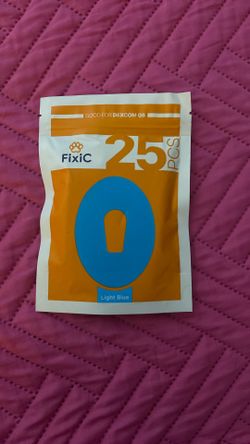 GOOD FOR DEXCOM G6
FixiC
25
PCS
Light Blue